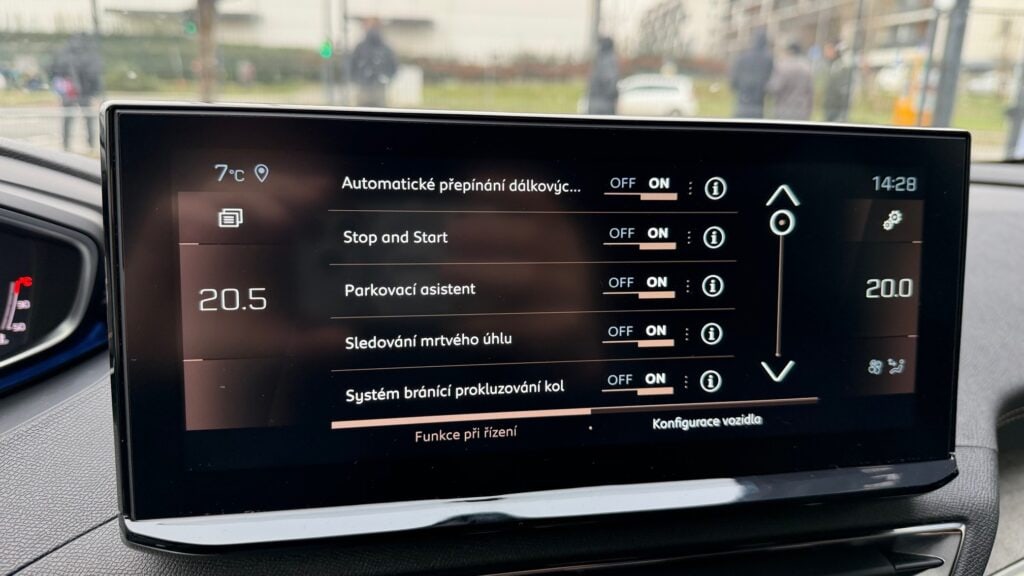 7°C
14:28
Automatické přepínání dálkovýc...
OFF ON
Stop and Start
OFF ON
20.5
Parkovací asistent
OFF ON
20.0
Sledování mrtvého úhlu
OFF ON
Systém bránící prokluzování kol
OFF ON
Funkce při řízení
Konfigurace vozidla